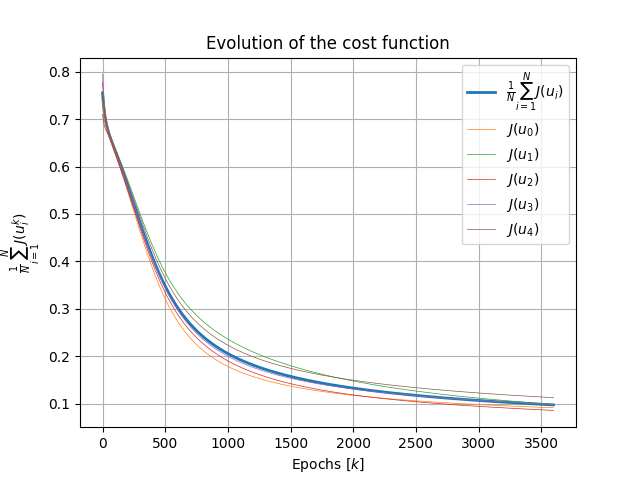 Evolution of the cost function
0.8
0.7
0.6
0.5
0.4
0.3
0.2
0.1
0
500
1000
1500
2000
2500
3000
3500
Epochs [k]
$\frac{1}{N}\sum_{i=1}^{N} J(u_i^k)$
$\frac{1}{N}\sum_{i=1}^{N} J(u_i)$
$J(u_0)$
$J(u_1)$
$J(u_2)$
$J(u_3)$
$J(u_4)$